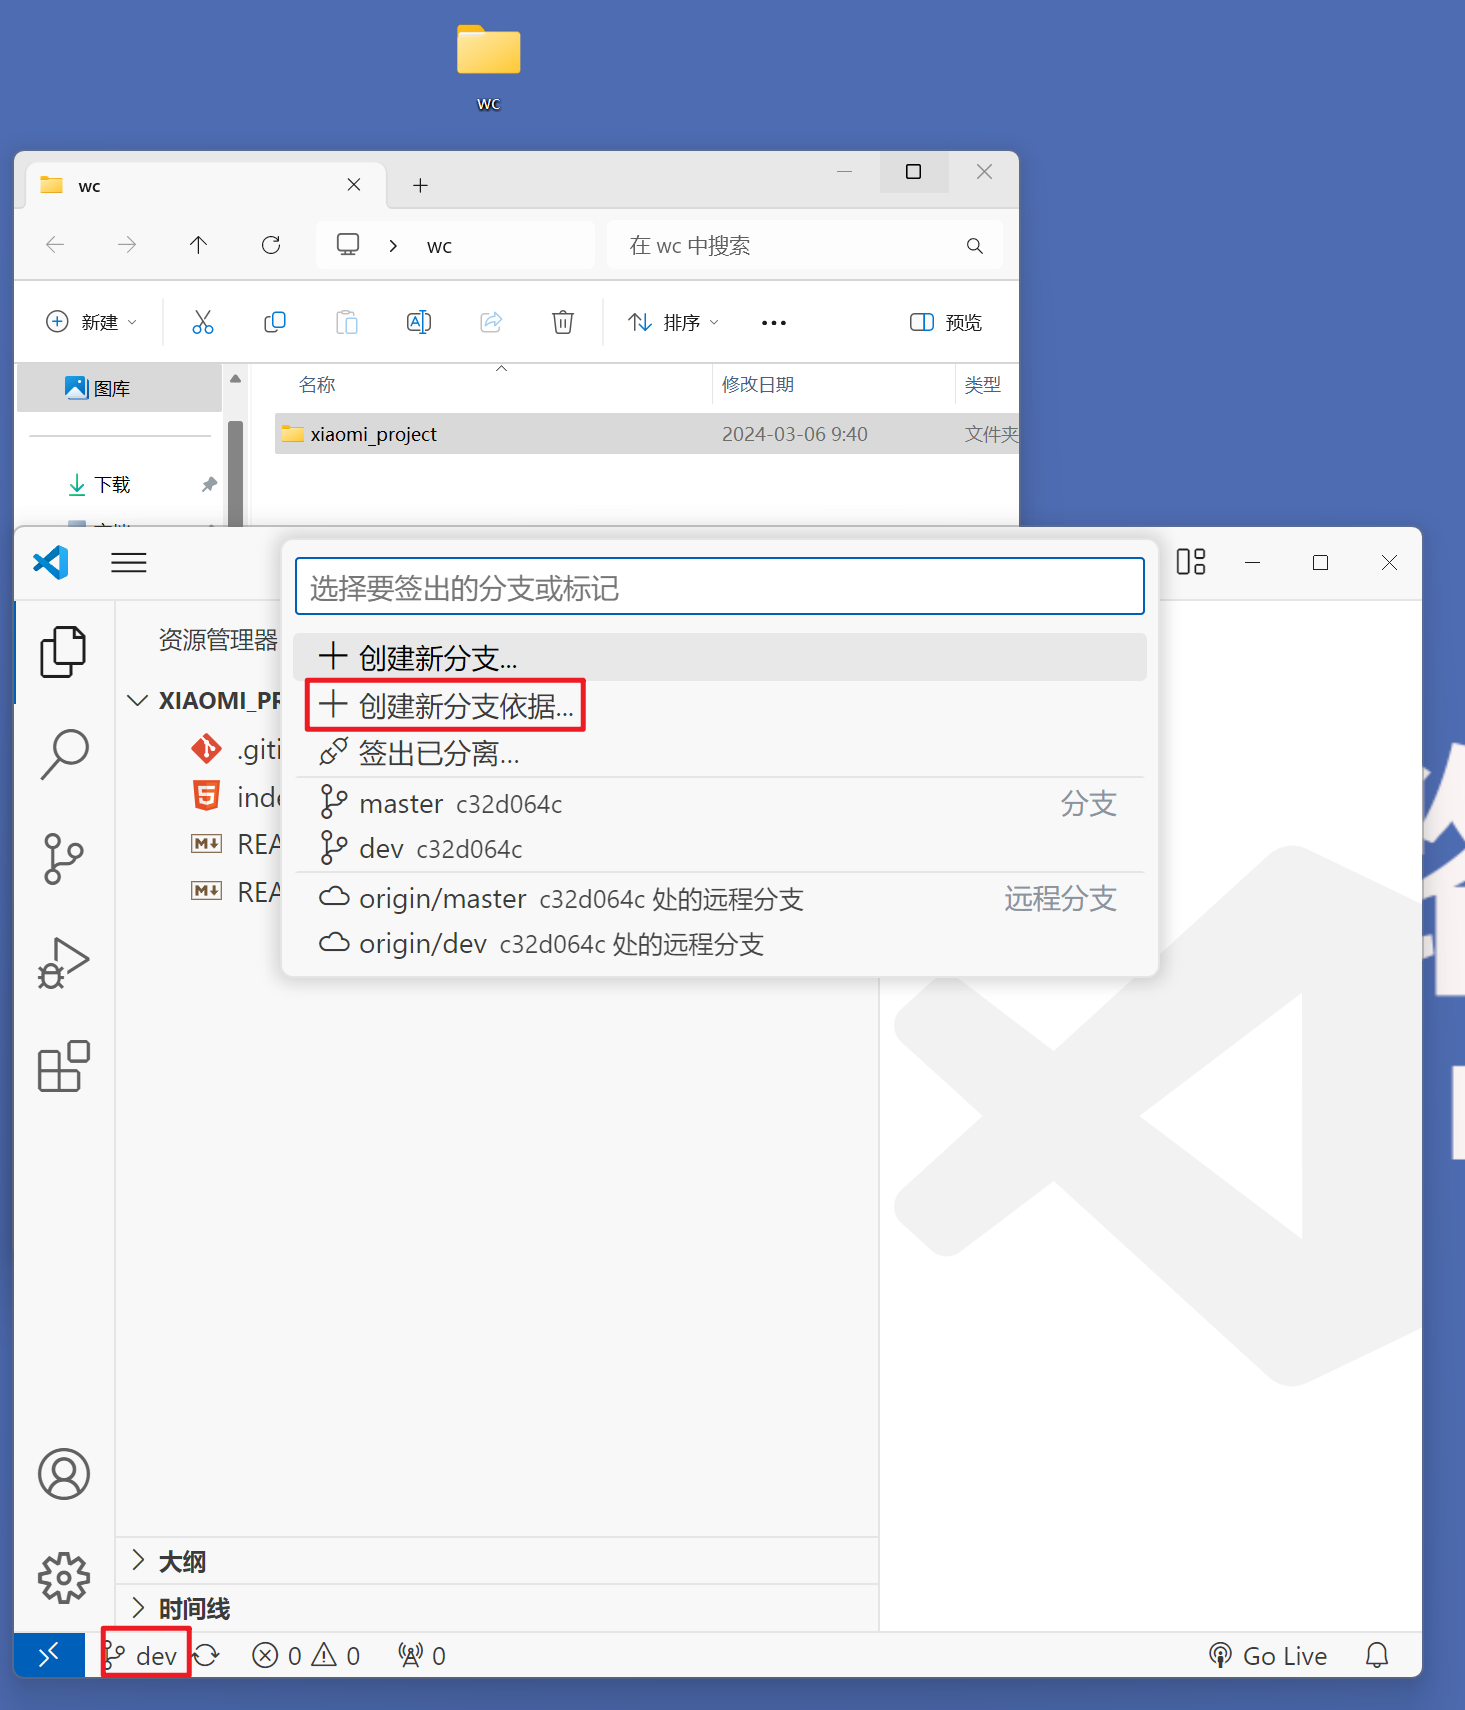 wc
wc
wc
在 wc 中搜索
新建
排序
预览
图库
名称
修改日期
类型
xiaomi_project
2024-03-06 9:40
文件夹
下载
选择要签出的分支或标记
创建新分支...
创建新分支依据...
签出已分离...
master c32d064c
分支
dev c32d064c
origin/master c32d064c 处的远程分支
远程分支
origin/dev c32d064c 处的远程分支
资源管理器
XIAOMI_PR
.giti
inde
REA
REA
大纲
时间线
dev
0
0
0
Go Live